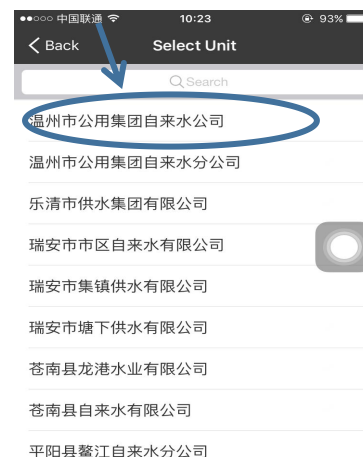 中国联通 10:23 93%
Back Select Unit
Search
温州市公用集团自来水公司
温州市公用集团自来水分公司
乐清市供水集团有限公司
瑞安市市区自来水有限公司
瑞安市集镇供水有限公司
瑞安市塘下供水有限公司
苍南县龙港水业有限公司
苍南县自来水有限公司
平阳县鳌江自来水分公司